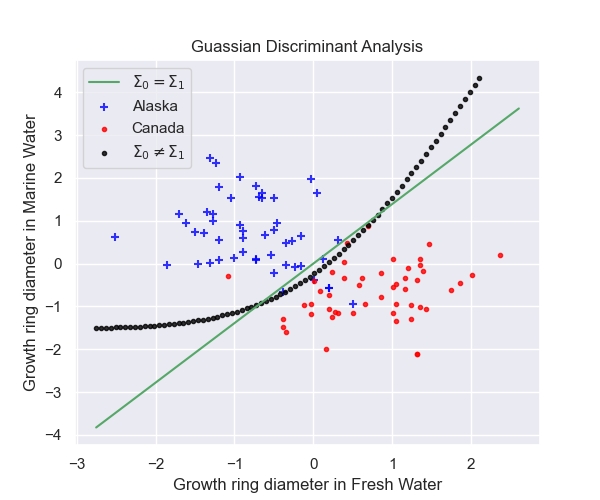 Guassian Discriminant Analysis
Σ₀ = Σ₁
Alaska
Canada
Σ₀ ≠ Σ₁
Growth ring diameter in Marine Water
4
3
2
1
0
−1
−2
−3
−4
−3 −2 −1 0 1 2
Growth ring diameter in Fresh Water